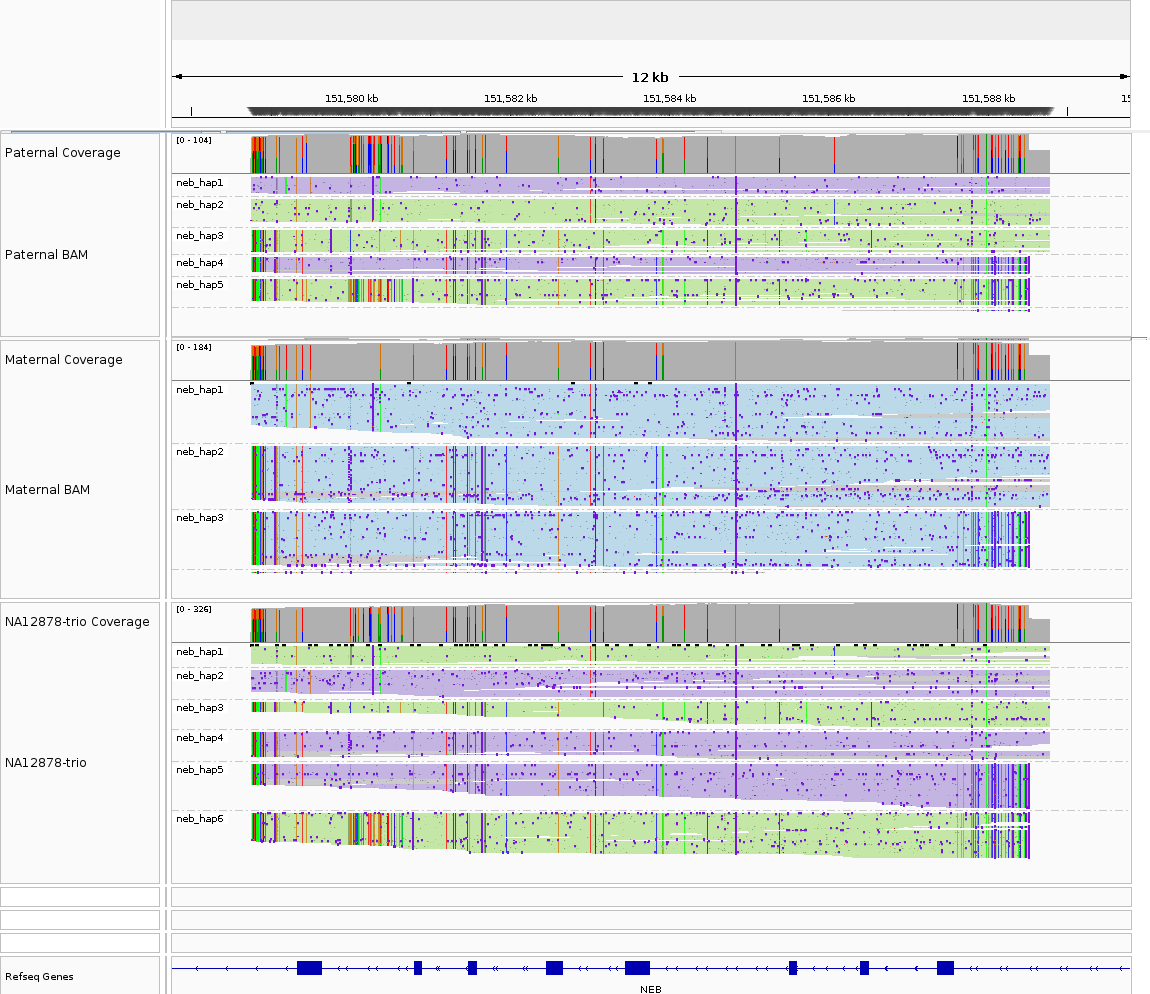 12 kb
151,580 kb
151,582 kb
151,584 kb
151,586 kb
151,588 kb
15
Paternal Coverage
[0 - 104]
Paternal BAM
neb_hap1
neb_hap2
neb_hap3
neb_hap4
neb_hap5
Maternal Coverage
[0 - 184]
Maternal BAM
neb_hap1
neb_hap2
neb_hap3
NA12878-trio Coverage
[0 - 326]
NA12878-trio
neb_hap1
neb_hap2
neb_hap3
neb_hap4
neb_hap5
neb_hap6
Refseq Genes
NEB